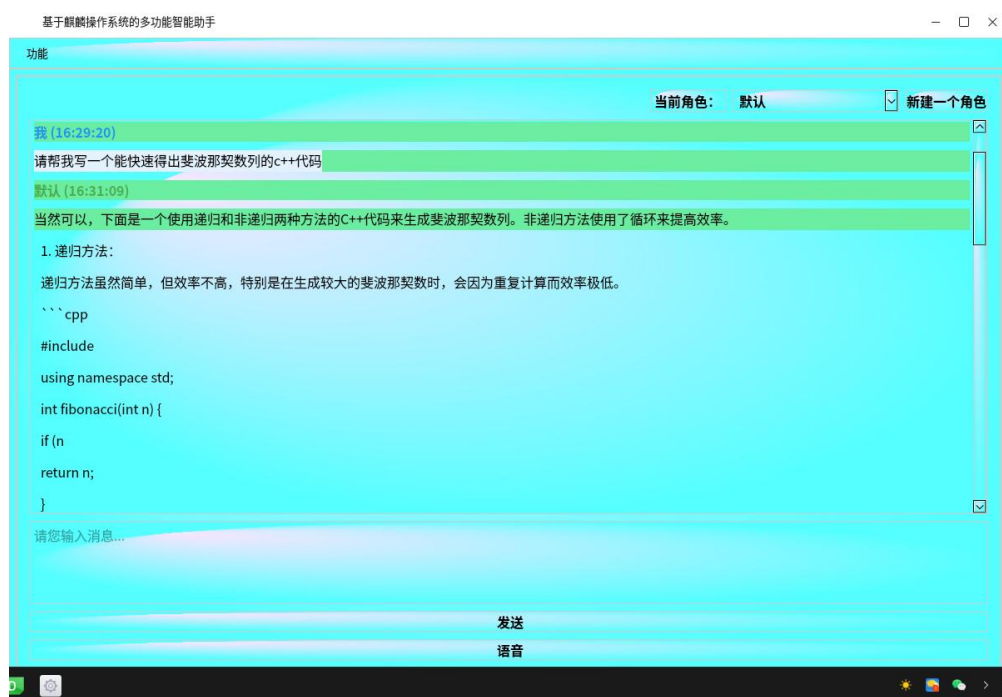 基于麒麟操作系统的多功能智能助手
功能
当前角色： 默认 新建一个角色
我 (16:29:20)
请帮我写一个能快速得出斐波那契数列的c++代码
默认 (16:31:09)
当然可以，下面是一个使用递归和非递归两种方法的C++代码来生成斐波那契数列。非递归方法使用了循环来提高效率。
1. 递归方法：
递归方法虽然简单，但效率不高，特别是在生成较大的斐波那契数时，会因为重复计算而效率极低。
```cpp
#include
using namespace std;
int fibonacci(int n) {
if (n
return n;
}
请您输入消息...
发送
语音